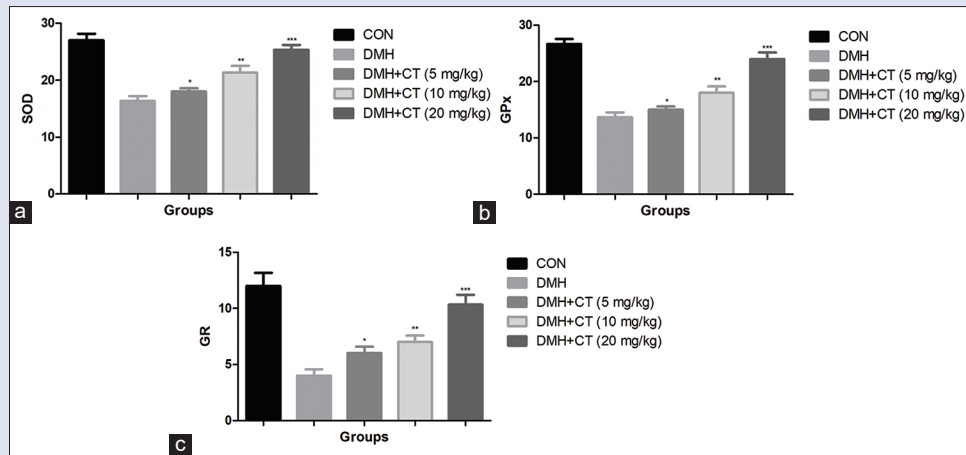 30
20
10
0
SOD
*
**
***
Groups
CON
DMH
DMH+CT (5 mg/kg)
DMH+CT (10 mg/kg)
DMH+CT (20 mg/kg)
a
30
20
10
0
GPx
*
**
***
Groups
CON
DMH
DMH+CT (5 mg/kg)
DMH+CT (10 mg/kg)
DMH+CT (20 mg/kg)
b
15
10
5
0
GR
*
**
***
Groups
CON
DMH
DMH+CT (5 mg/kg)
DMH+CT (10 mg/kg)
DMH+CT (20 mg/kg)
c